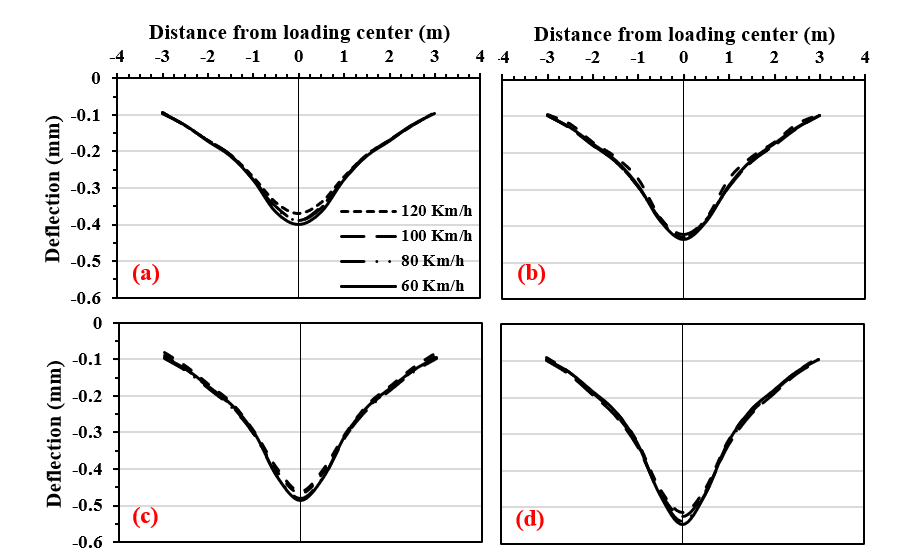 Distance from loading center (m)
-4 -3 -2 -1 0 1 2 3 4
0
-0.1
-0.2
-0.3
-0.4
-0.5
-0.6
Deflection (mm)
120 Km/h
100 Km/h
80 Km/h
60 Km/h
(a)
Distance from loading center (m)
-4 -3 -2 -1 0 1 2 3 4
(b)
0
-0.1
-0.2
-0.3
-0.4
-0.5
-0.6
Deflection (mm)
(c)
(d)